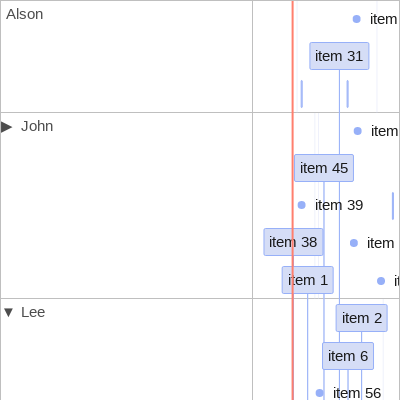 Alson
item
item 31
▶ John
item
item 45
item 39
item 38
item
item 1
▼ Lee
item 2
item 6
item 56